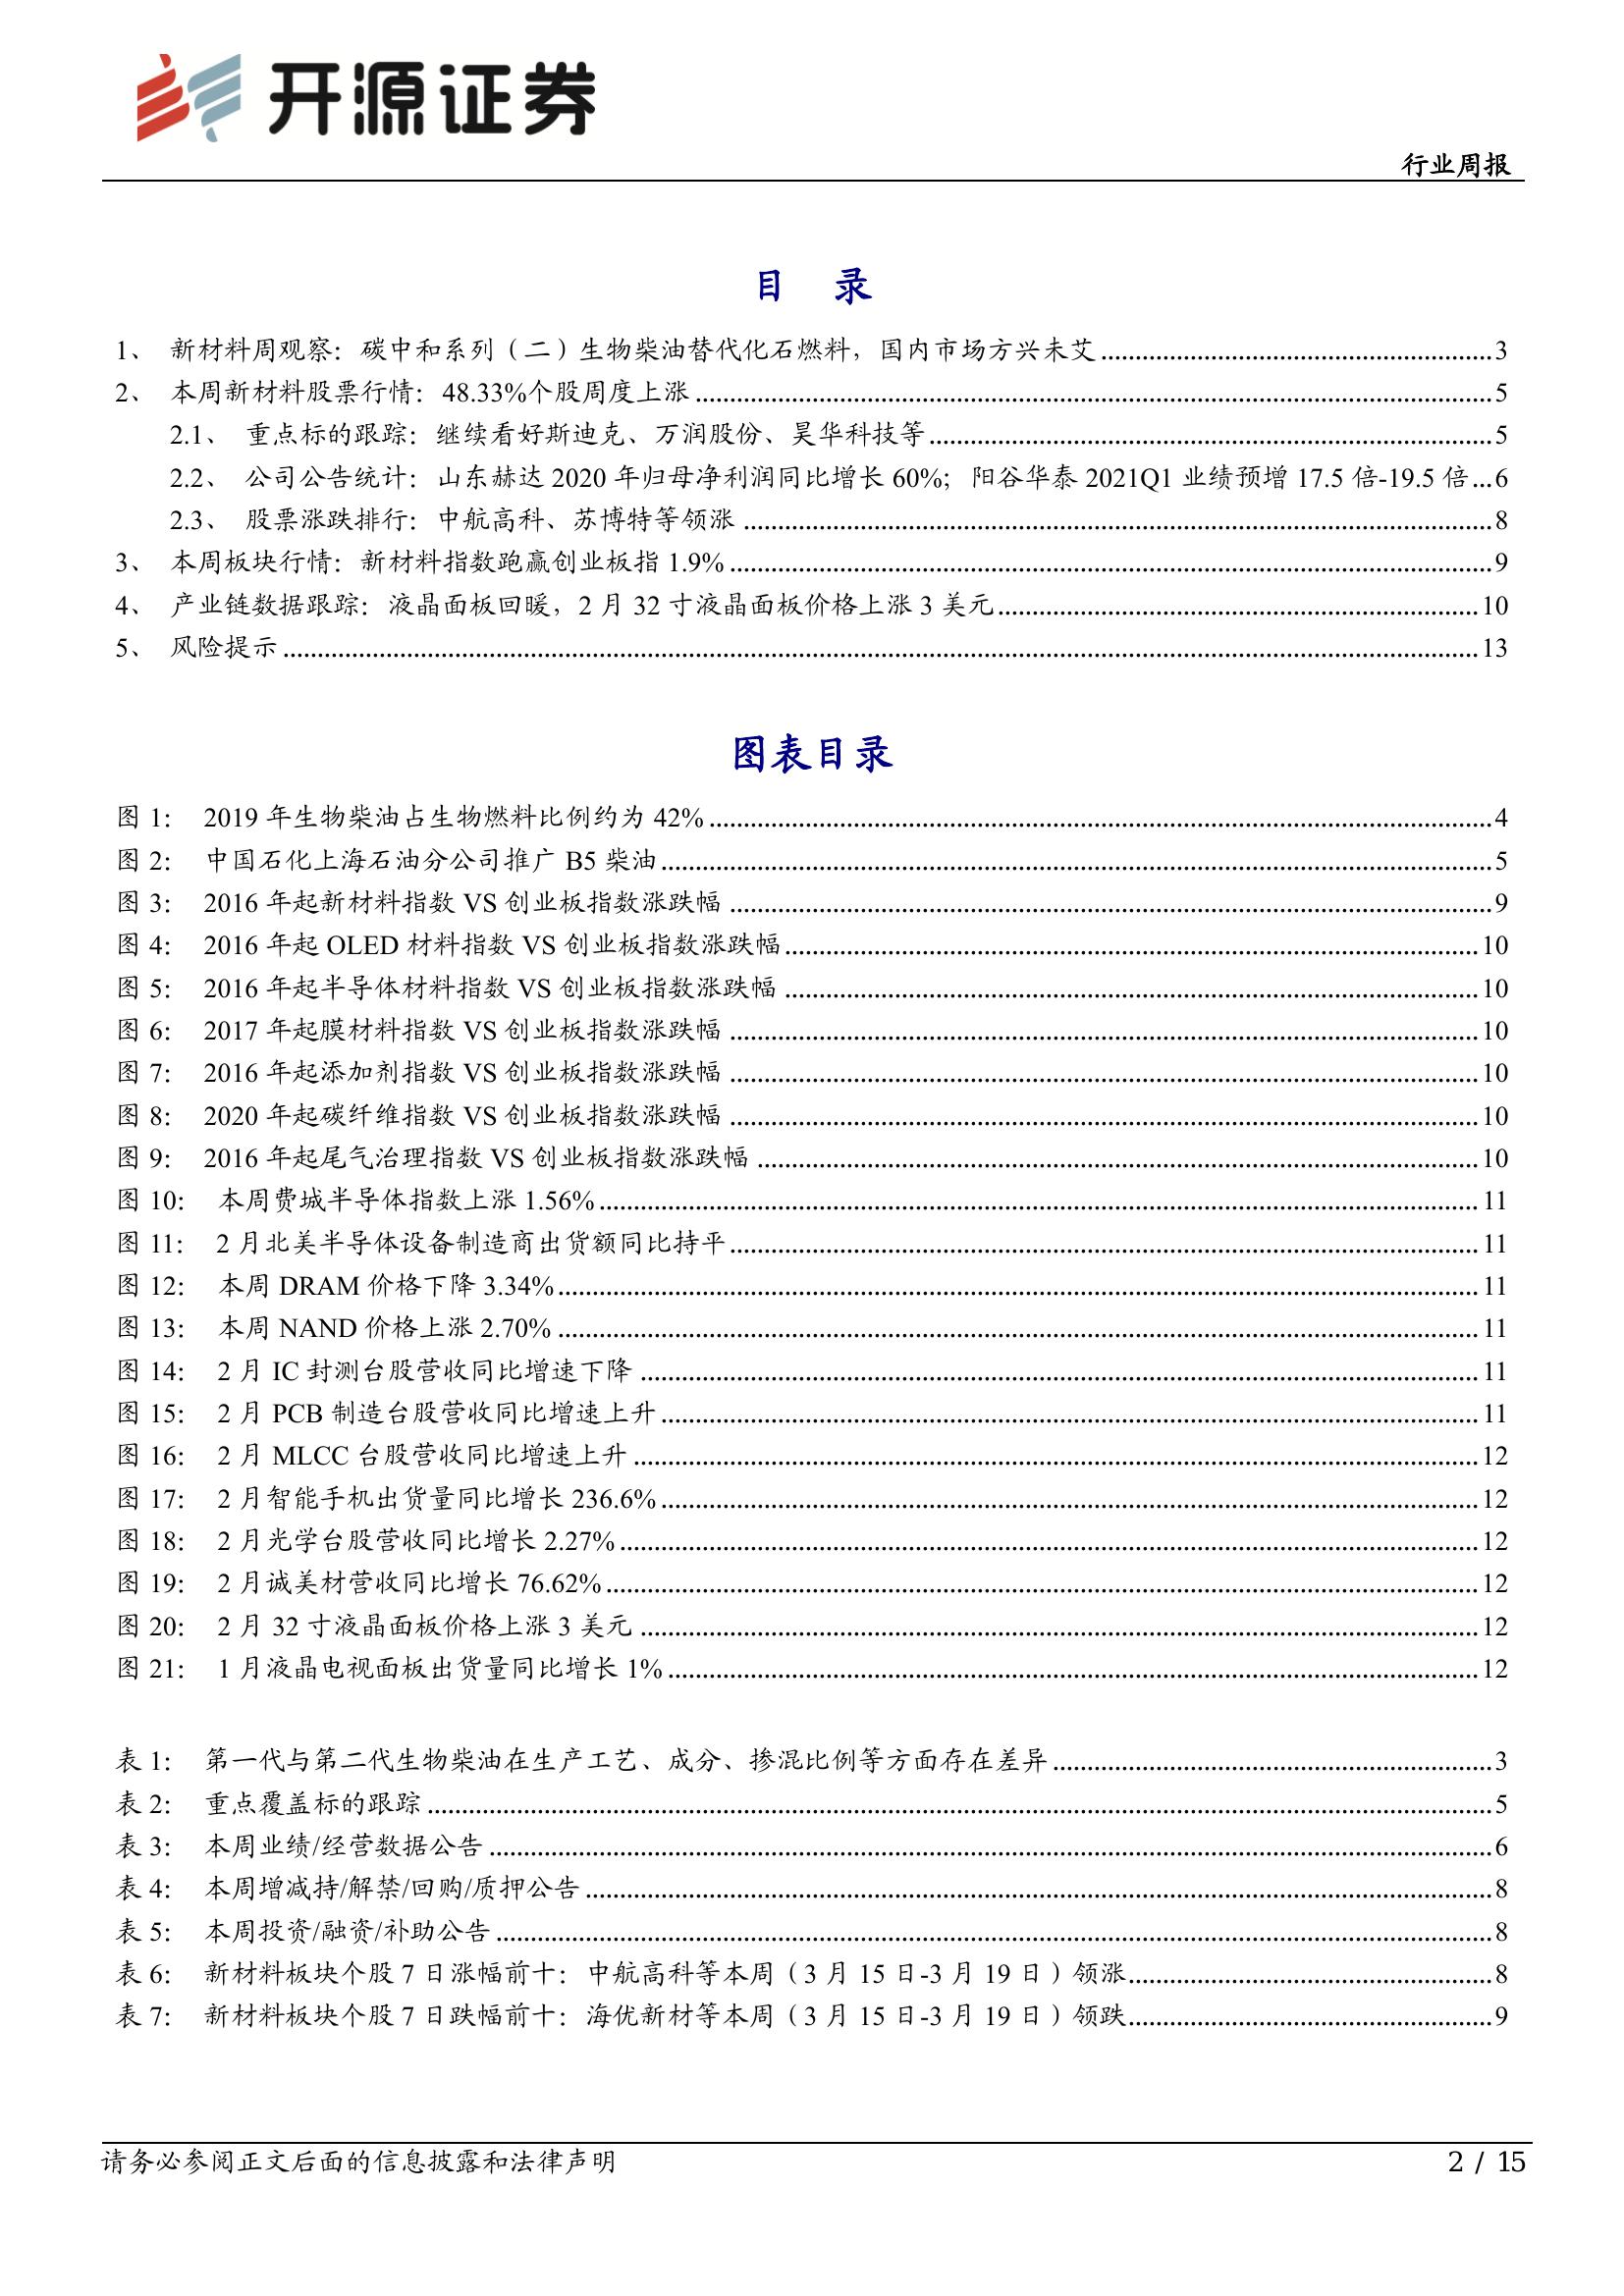 开源证券
行业周报
目 录
1、 新材料周观察：碳中和系列（二）生物柴油替代化石燃料，国内市场方兴未艾 3
2、 本周新材料股票行情：48.33%个股周度上涨 5
2.1、 重点标的跟踪：继续看好斯迪克、万润股份、昊华科技等 5
2.2、 公司公告统计：山东赫达 2020 年归母净利润同比增长 60%；阳谷华泰 2021Q1 业绩预增 17.5 倍-19.5 倍 6
2.3、 股票涨跌排行：中航高科、苏博特等领涨 8
3、 本周板块行情：新材料指数跑赢创业板指 1.9% 9
4、 产业链数据跟踪：液晶面板回暖，2 月 32 寸液晶面板价格上涨 3 美元 10
5、 风险提示 13
图表目录
图 1： 2019 年生物柴油占生物燃料比例约为 42% 4
图 2： 中国石化上海石油分公司推广 B5 柴油 5
图 3： 2016 年起新材料指数 VS 创业板指数涨跌幅 9
图 4： 2016 年起 OLED 材料指数 VS 创业板指数涨跌幅 10
图 5： 2016 年起半导体材料指数 VS 创业板指数涨跌幅 10
图 6： 2017 年起膜材料指数 VS 创业板指数涨跌幅 10
图 7： 2016 年起添加剂指数 VS 创业板指数涨跌幅 10
图 8： 2020 年起碳纤维指数 VS 创业板指数涨跌幅 10
图 9： 2016 年起尾气治理指数 VS 创业板指数涨跌幅 10
图 10： 本周费城半导体指数上涨 1.56% 11
图 11： 2 月北美半导体设备制造商出货额同比持平 11
图 12： 本周 DRAM 价格下降 3.34% 11
图 13： 本周 NAND 价格上涨 2.70% 11
图 14： 2 月 IC 封测台股营收同比增速下降 11
图 15： 2 月 PCB 制造台股营收同比增速上升 11
图 16： 2 月 MLCC 台股营收同比增速上升 12
图 17： 2 月智能手机出货量同比增长 236.6% 12
图 18： 2 月光学台股营收同比增长 2.27% 12
图 19： 2 月诚美材营收同比增长 76.62% 12
图 20： 2 月 32 寸液晶面板价格上涨 3 美元 12
图 21： 1 月液晶电视面板出货量同比增长 1% 12
表 1： 第一代与第二代生物柴油在生产工艺、成分、掺混比例等方面存在差异 3
表 2： 重点覆盖标的跟踪 5
表 3： 本周业绩/经营数据公告 6
表 4： 本周增减持/解禁/回购/质押公告 8
表 5： 本周投资/融资/补助公告 8
表 6： 新材料板块个股 7 日涨幅前十：中航高科等本周（3 月 15 日-3 月 19 日）领涨 8
表 7： 新材料板块个股 7 日跌幅前十：海优新材等本周（3 月 15 日-3 月 19 日）领跌 9
请务必参阅正文后面的信息披露和法律声明 2 / 15